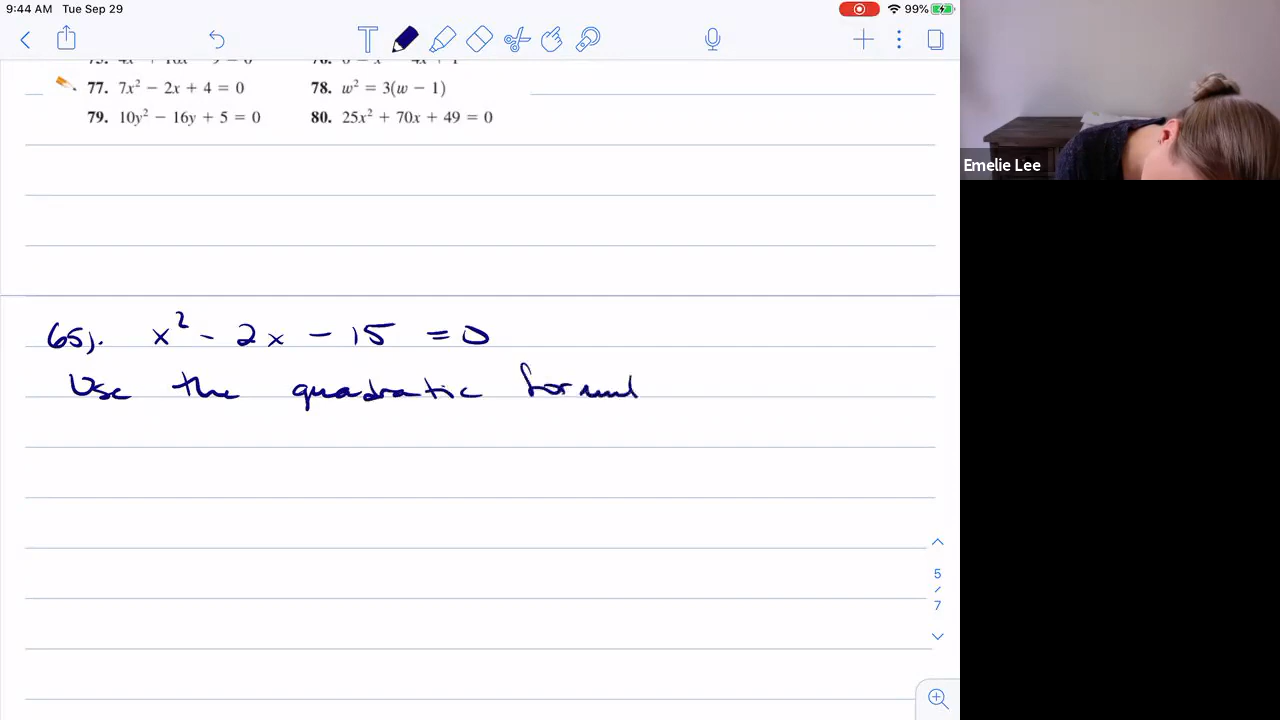 9:44 AM Tue Sep 29
99%
77. 7x² − 2x + 4 = 0
78. w² = 3(w − 1)
79. 10y² − 16y + 5 = 0
80. 25x² + 70x + 49 = 0
Emelie Lee
65). x² - 2x - 15 = 0
Use the quadratic formul
5
/
7